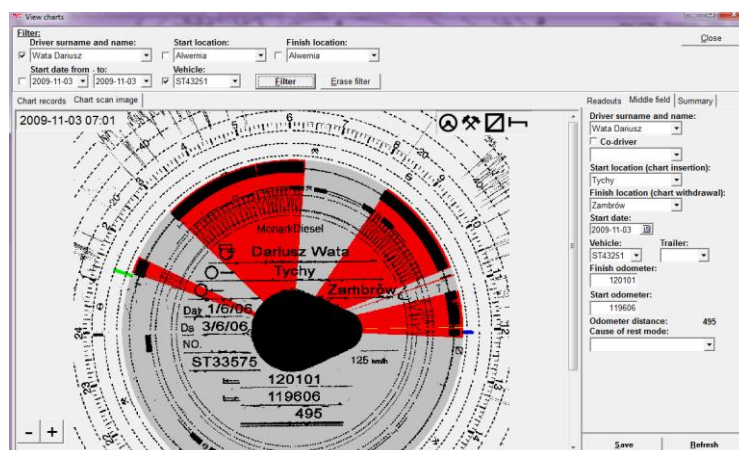 View charts
Filter:
Driver surname and name:
Start location:
Finish location:
Close
Wata Dariusz
Alwernia
Alwernia
Start date from - to:
Vehicle:
2009-11-03
2009-11-03
ST43251
Filter
Erase filter
Chart records
Chart scan image
Readouts
Middle field
Summary
2009-11-03 07:01
MonarkDiesel
Dariusz Wata
Tychy
Zambrów
Dat 1/6/06
Da 3/6/06
NO.
ST33575
125 km/h
120101
119606
495
24
12
- +
Driver surname and name:
Wata Dariusz
Co-driver
Start location (chart insertion):
Tychy
Finish location (chart withdrawal):
Zambrów
Start date:
2009-11-03
Vehicle:
Trailer:
ST43251
Finish odometer:
120101
Start odometer:
119606
Odometer distance: 495
Cause of rest mode:
Save
Refresh